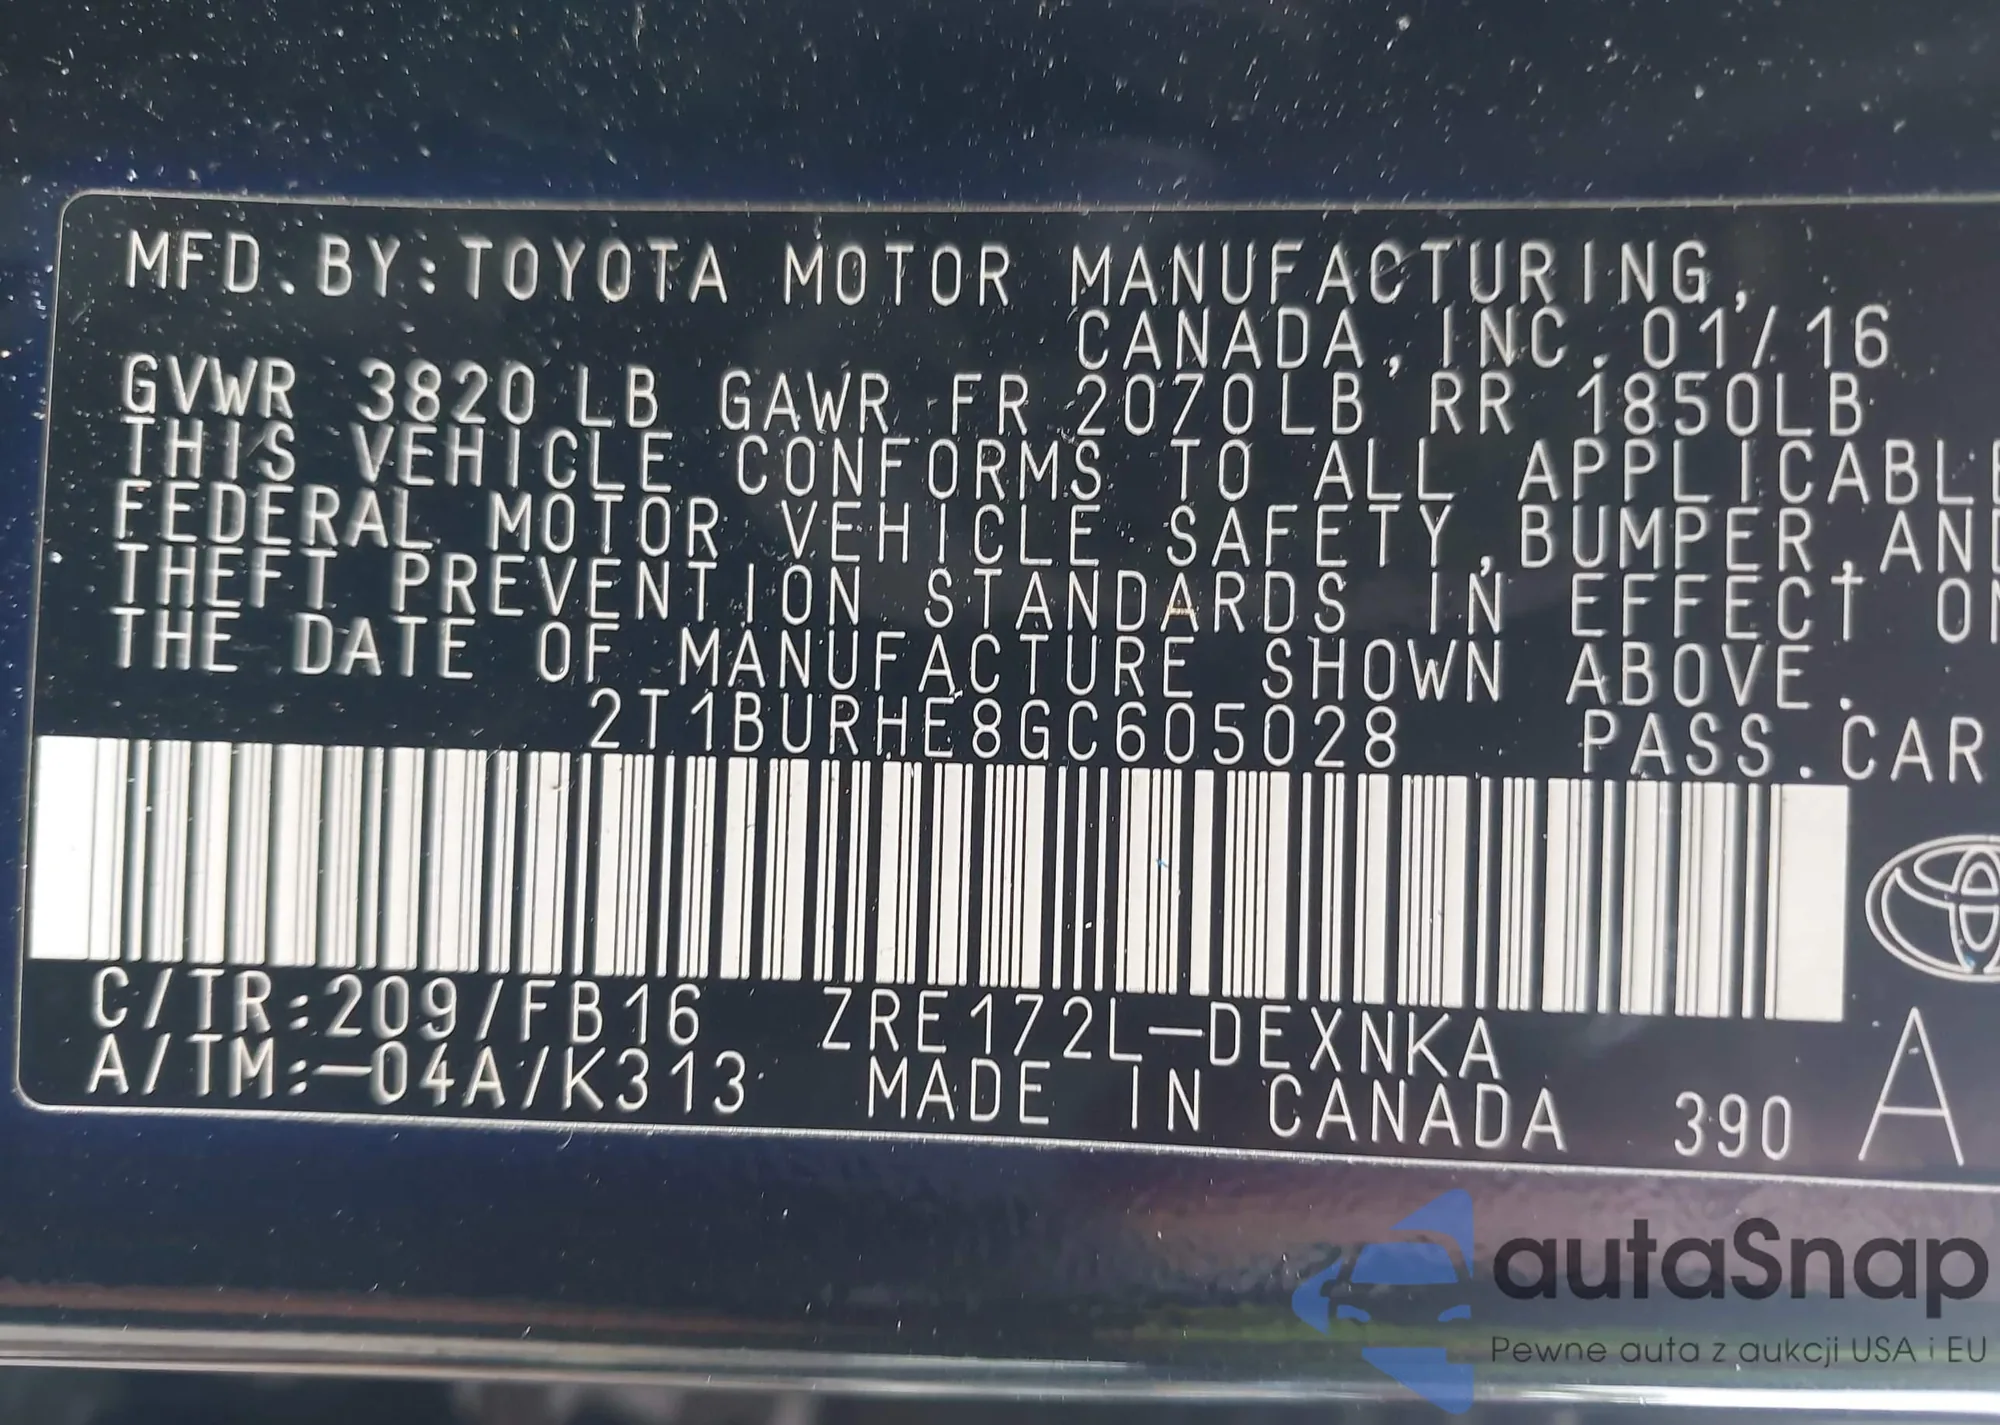 MFD.BY:TOYOTA MOTOR MANUFACTURING,
CANADA,INC. 01/16
GVWR 3820LB GAWR FR 2070LB RR 1850LB
THIS VEHICLE CONFORMS TO ALL APPLICABLE
FEDERAL MOTOR VEHICLE SAFETY,BUMPER,AND
THEFT PREVENTION STANDARDS IN EFFECT ON
THE DATE OF MANUFACTURE SHOWN ABOVE.
2T1BURHE8GC605028 PASS.CAR
C/TR:209/FB16 ZRE172L-DEXNKA
A/TM:-04A/K313 MADE IN CANADA 390 A
autaSnap
Pewne auta z aukcji USA i EU